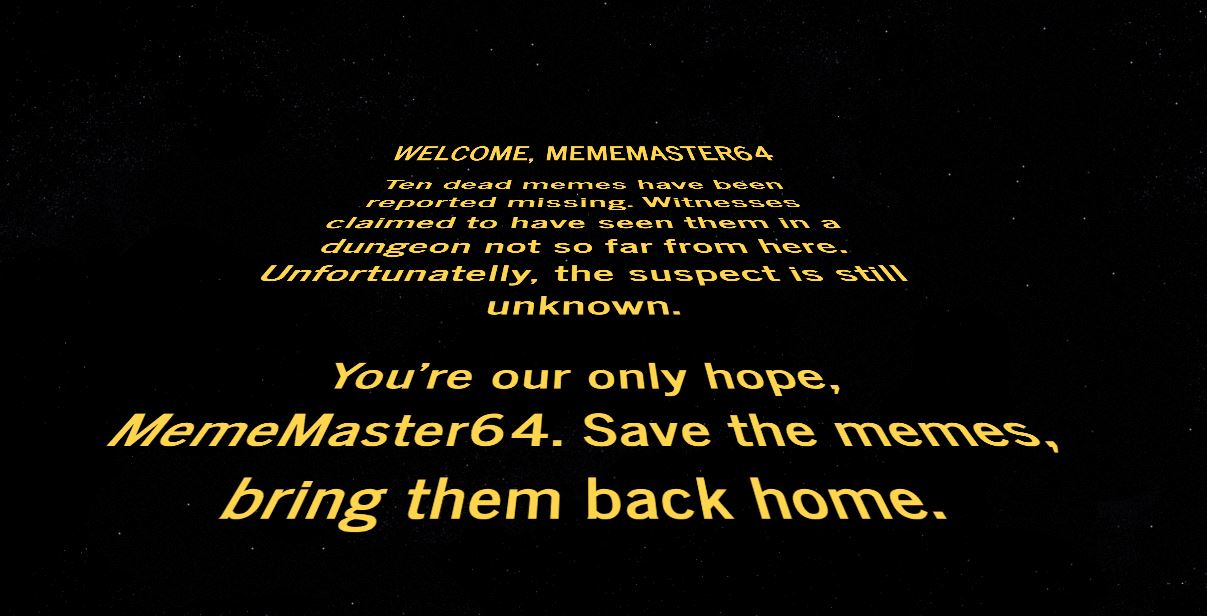 WELCOME, MEMEMASTER64
Ten dead memes have been
reported missing. Witnesses
claimed to have seen them in a
dungeon not so far from here.
Unfortunatelly, the suspect is still
unknown.
You're our only hope,
MemeMaster64. Save the memes,
bring them back home.